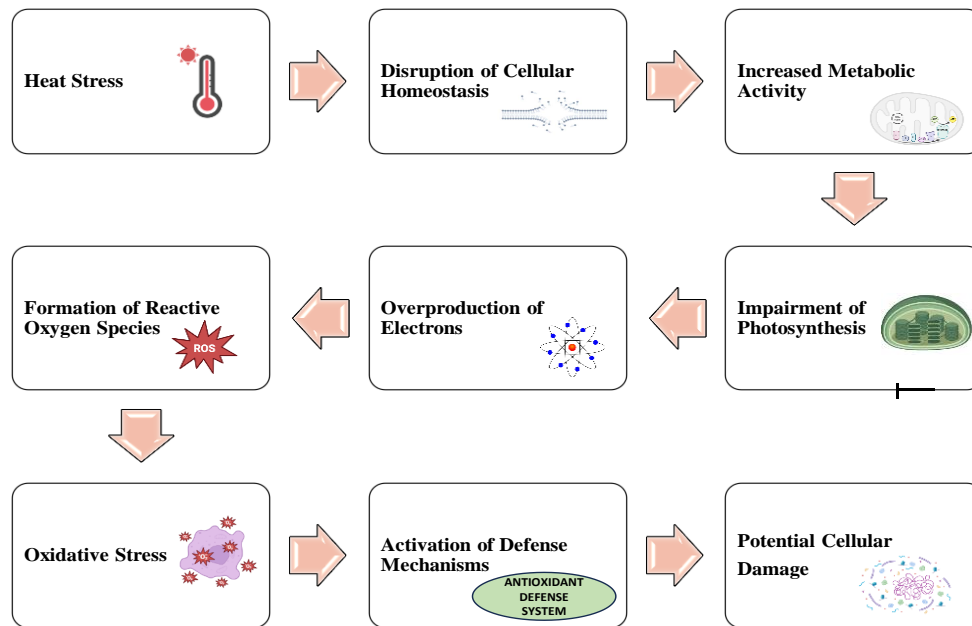 Heat Stress
Disruption of Cellular
Homeostasis
Increased Metabolic
Activity
Impairment of
Photosynthesis
Overproduction of
Electrons
Formation of Reactive
Oxygen Species
ROS
Oxidative Stress
Activation of Defense
Mechanisms
ANTIOXIDANT
DEFENSE
SYSTEM
Potential Cellular
Damage